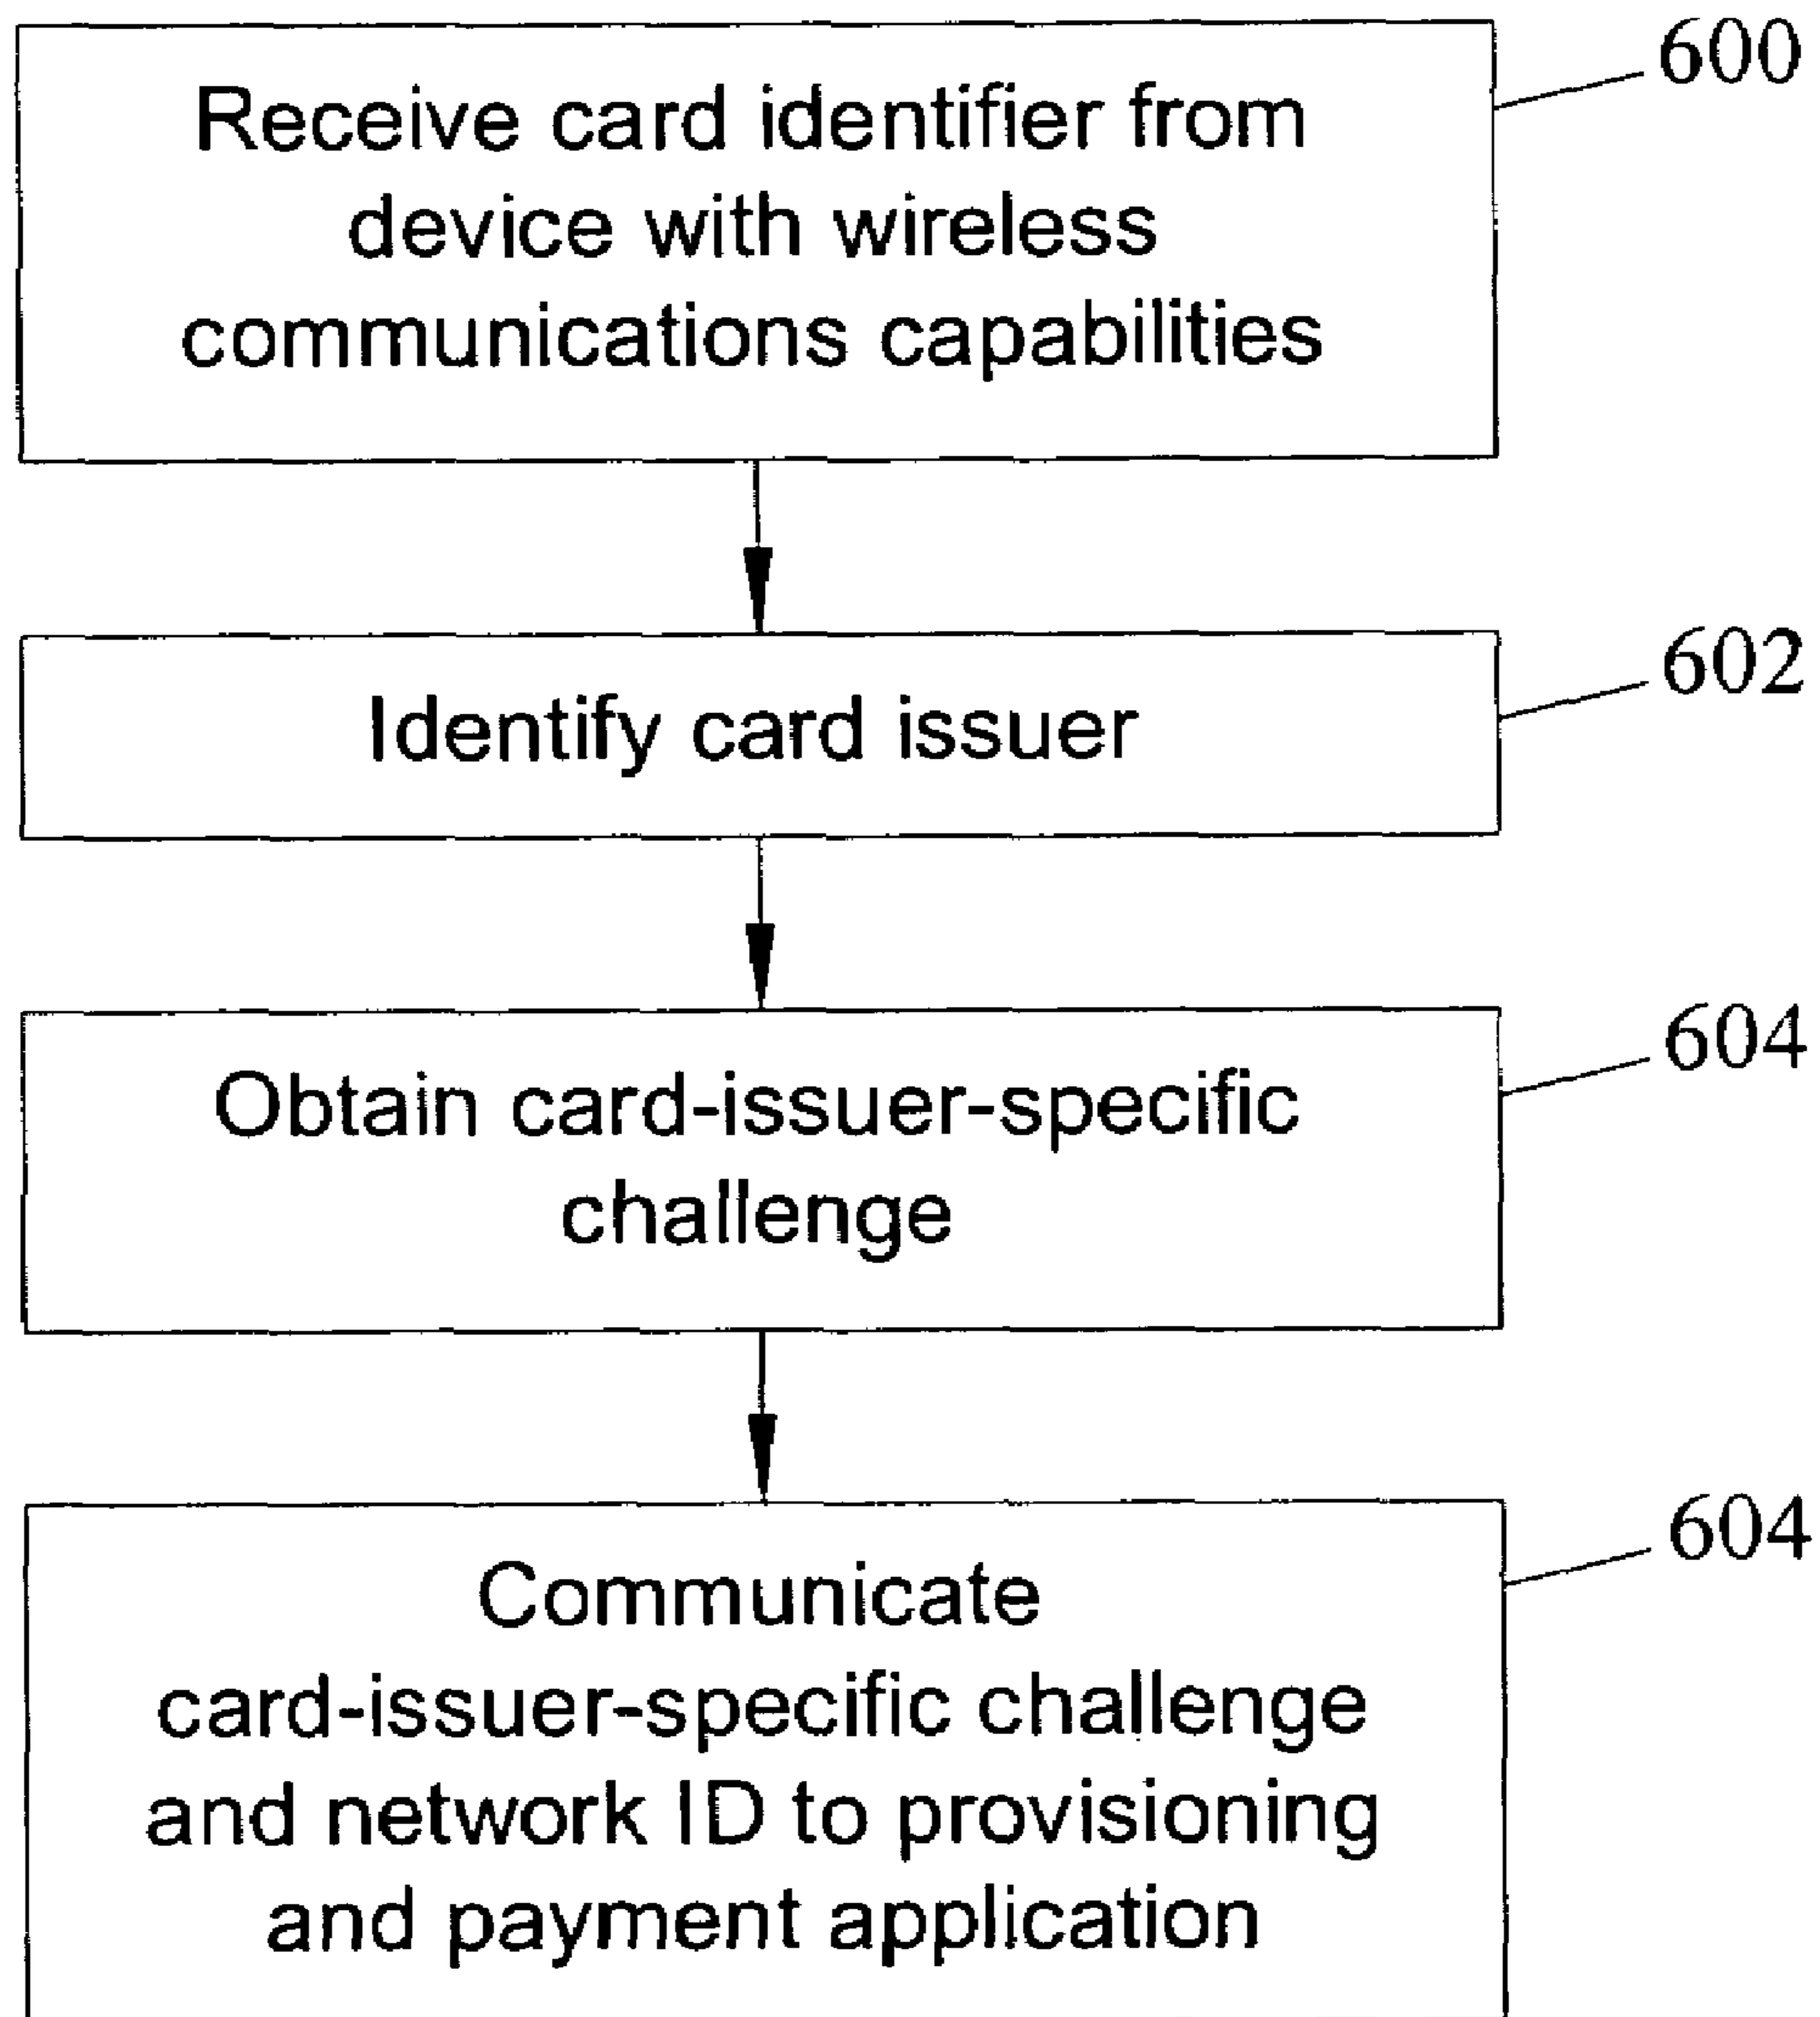 600
Receive card identifier from
device with wireless
communications capabilities
602
Identify card issuer
604
Obtain card-issuer-specific
challenge
604
Communicate
card-issuer-specific challenge
and network ID to provisioning
and payment application